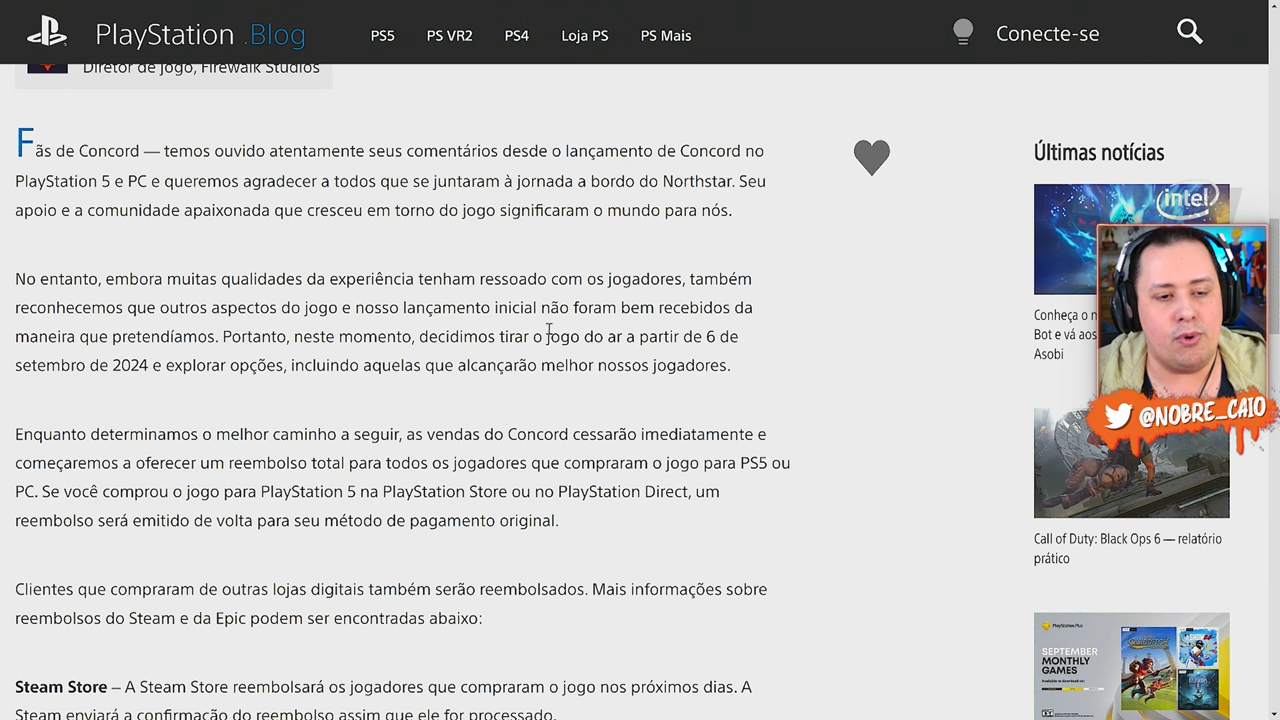 PlayStation .Blog
PS5
PS VR2
PS4
Loja PS
PS Mais
Conecte-se
Diretor de jogo, Firewalk Studios
Fãs de Concord — temos ouvido atentamente seus comentários desde o lançamento de Concord no
PlayStation 5 e PC e queremos agradecer a todos que se juntaram à jornada a bordo do Northstar. Seu
apoio e a comunidade apaixonada que cresceu em torno do jogo significaram o mundo para nós.
No entanto, embora muitas qualidades da experiência tenham ressoado com os jogadores, também
reconhecemos que outros aspectos do jogo e nosso lançamento inicial não foram bem recebidos da
maneira que pretendíamos. Portanto, neste momento, decidimos tirar o jogo do ar a partir de 6 de
setembro de 2024 e explorar opções, incluindo aquelas que alcançarão melhor nossos jogadores.
Enquanto determinamos o melhor caminho a seguir, as vendas do Concord cessarão imediatamente e
começaremos a oferecer um reembolso total para todos os jogadores que compraram o jogo para PS5 ou
PC. Se você comprou o jogo para PlayStation 5 na PlayStation Store ou no PlayStation Direct, um
reembolso será emitido de volta para seu método de pagamento original.
Clientes que compraram de outras lojas digitais também serão reembolsados. Mais informações sobre
reembolsos do Steam e da Epic podem ser encontradas abaixo:
Steam Store – A Steam Store reembolsará os jogadores que compraram o jogo nos próximos dias. A
Steam enviará a confirmação do reembolso assim que ele for processado.
Últimas notícias
intel
Conheça o
Bot e vá aos
Asobi
@NOBRE_CAIO
Call of Duty: Black Ops 6 — relatório
prático
PlayStation.Plus
SEPTEMBER
MONTHLY
GAMES